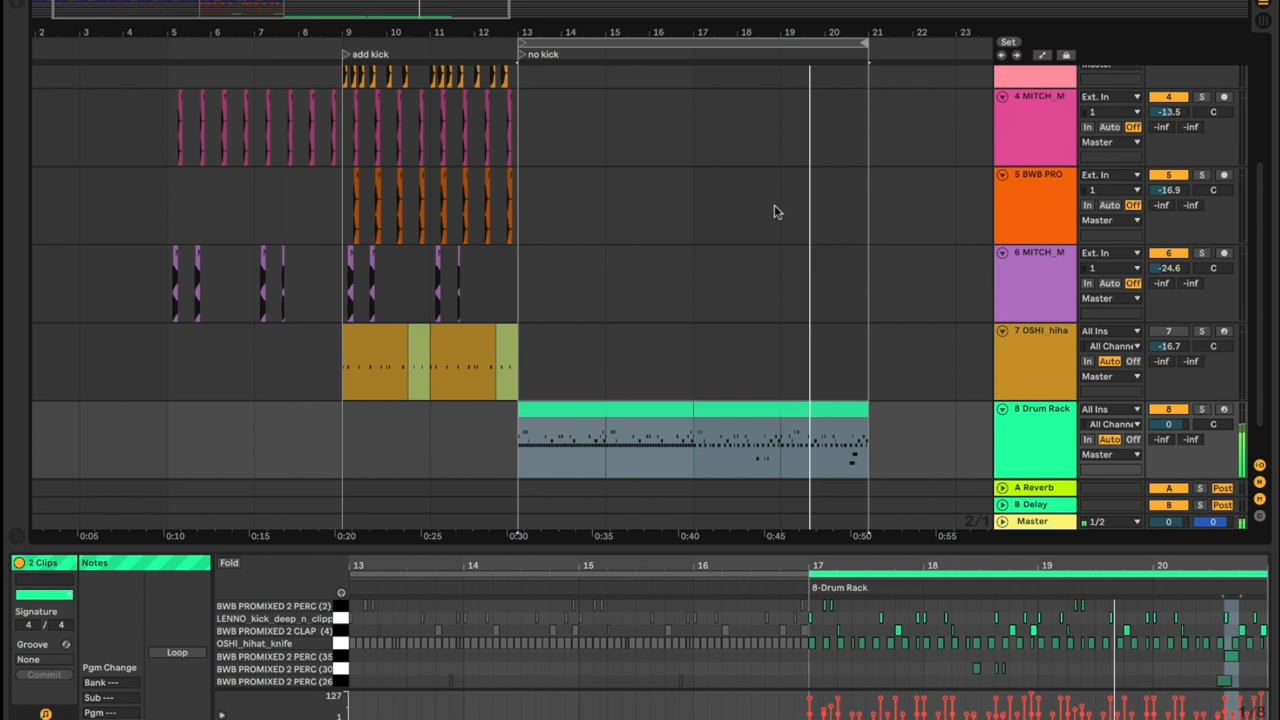 2 3 4 5 6 7 8 9 10 11 12 13 14 15 16 17 18 19 20 21 22 23
Set
add kick
no kick
4 MITCH_M Ext. In 4 S
1 -13.5 C
In Auto Off -inf -inf
Master
5 BWB PRO Ext. In 5 S
1 -16.9 C
In Auto Off -inf -inf
Master
6 MITCH_M Ext. In 6 S
1 -24.6 C
In Auto Off -inf -inf
Master
7 OSHI_hiha All Ins 7 S
All Channe -16.7 C
In Auto Off -inf -inf
Master
8 Drum Rack All Ins 8 S
All Channe 0 C
In Auto Off -inf -inf
Master
A Reverb A S Post
B Delay B S Post
2/1 Master 1/2 0 0
0:05 0:10 0:15 0:20 0:25 0:30 0:35 0:40 0:45 0:50 0:55
2 Clips Notes Fold 13 14 15 16 17 18 19 20
8-Drum Rack
Signature
4 / 4
Groove
None
Commit
Loop
Pgm Change
Bank ---
Sub ---
Pgm ---
BWB PROMIXED 2 PERC (2)
LENNO_kick_deep_n_clipp
BWB PROMIXED 2 CLAP (4)
OSHI_hihat_knife
BWB PROMIXED 2 PERC (35
BWB PROMIXED 2 PERC (30
BWB PROMIXED 2 PERC (26
127
1